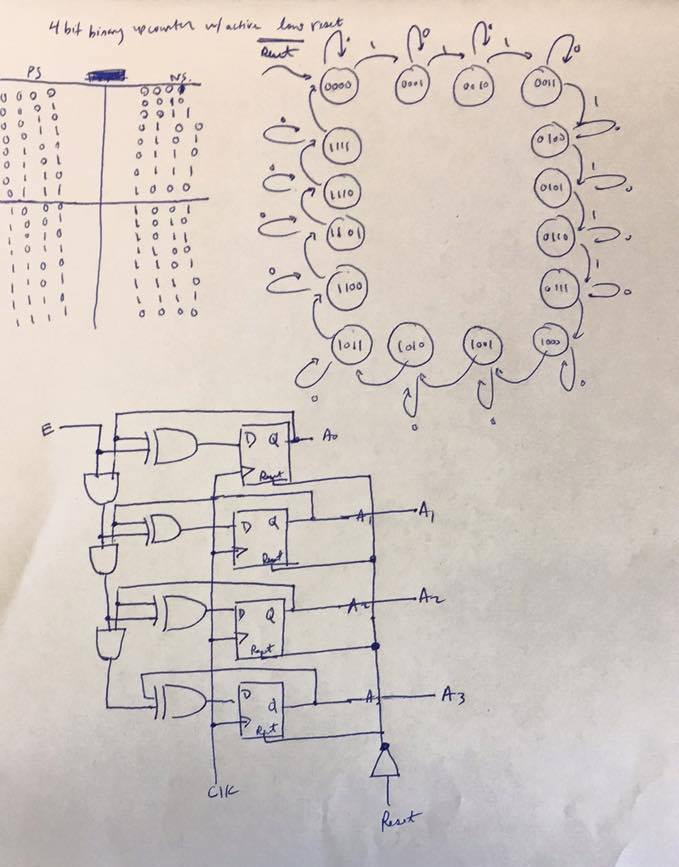 4 bit binary upcounter w/ active low reset
Reset
PS NS.
0 0 0 0 0 0 0 1
0 0 0 1 0 0 1 0
0 0 1 0 0 0 1 1
0 0 1 1 0 1 0 0
0 1 0 0 0 1 0 1
0 1 0 1 0 1 1 0
0 1 1 0 0 1 1 1
0 1 1 1 1 0 0 0
1 0 0 0 1 0 0 1
1 0 0 1 1 0 1 0
1 0 1 0 1 0 1 1
1 0 1 1 1 1 0 0
1 1 0 0 1 1 0 1
1 1 0 1 1 1 1 0
1 1 1 0 1 1 1 1
1 1 1 1 0 0 0 0
0 1 0 1 0 1 0
0000 0001 0010 0011
1
0 1111 0100 0
1
0 1110 0101 0
1
0 1101 0110 0
1
0 1100 0111 0
1011 1010 1001 1000
0 0 0 0
E D Q A0
Reset
D Q A1 A1
Reset
D Q A2 A2
Reset
D Q A3 A3
Reset
Clk
Reset